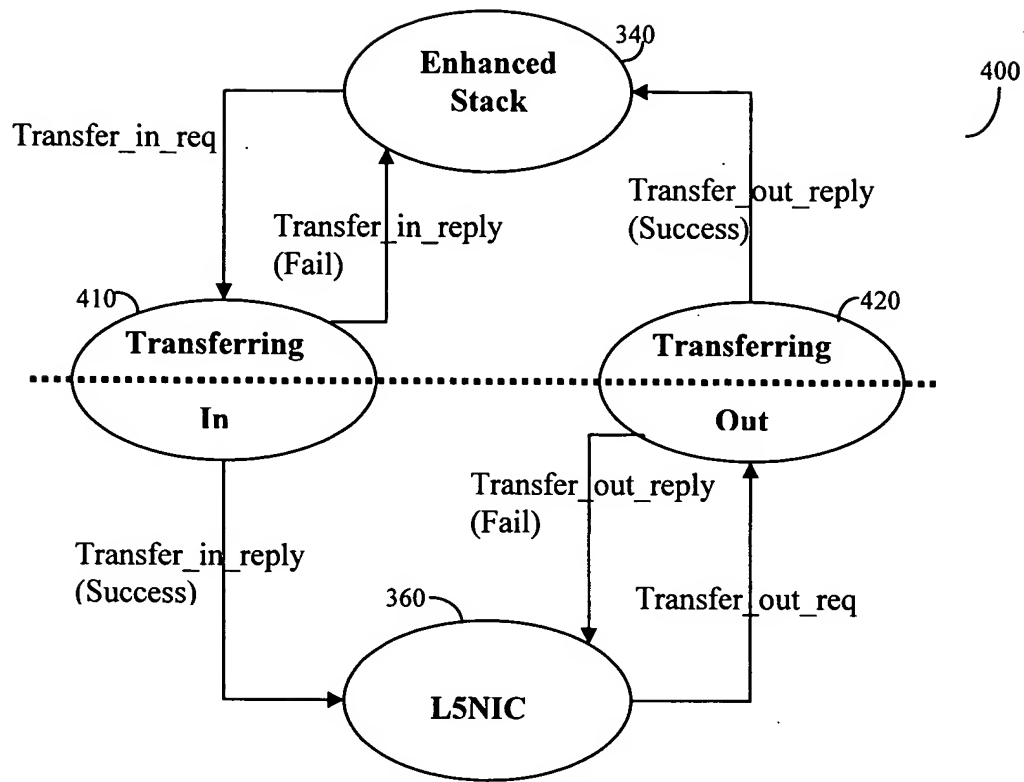 340
Enhanced
Stack
400
Transfer_in_req
Transfer_in_reply
(Fail)
Transfer_out_reply
(Success)
410
Transferring
In
420
Transferring
Out
Transfer_in_reply
(Success)
Transfer_out_reply
(Fail)
Transfer_out_req
360
L5NIC